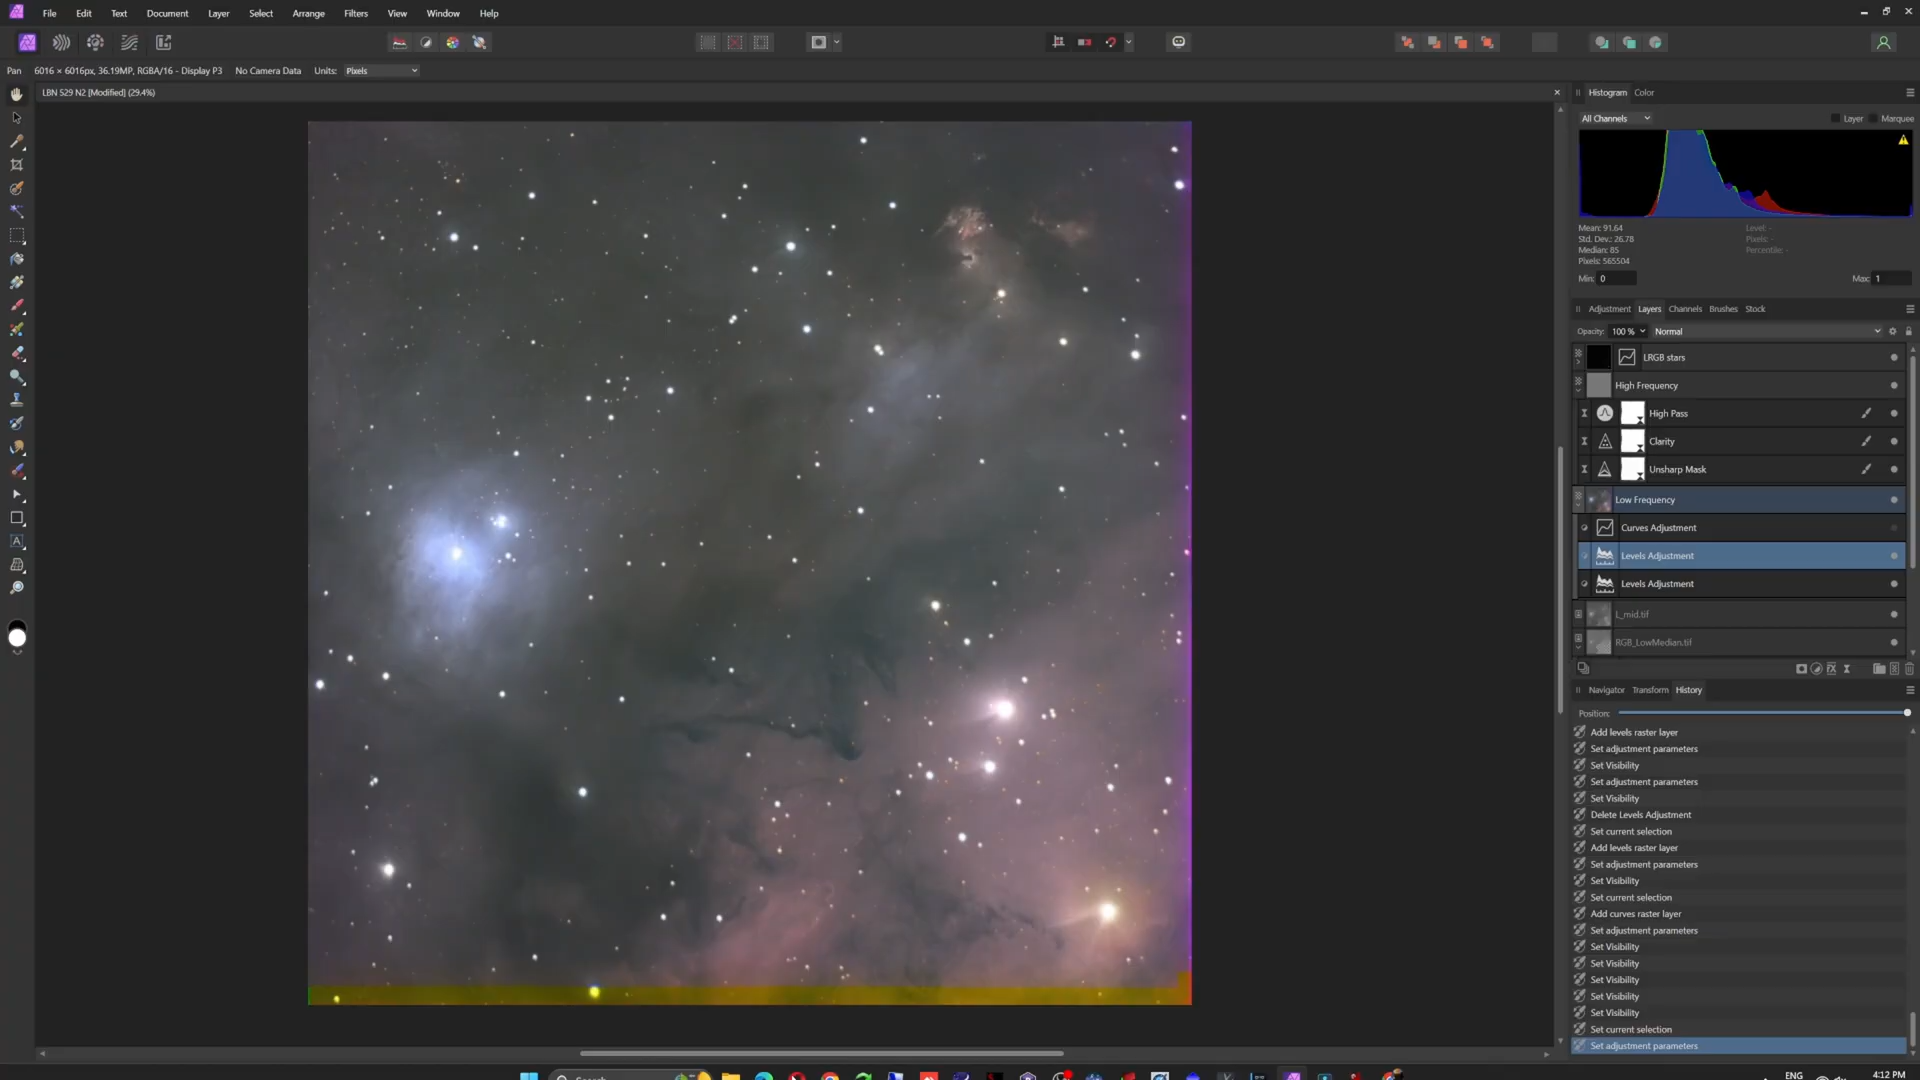 File Edit Text Document Layer Select Arrange Filters View Window Help
Pan 6016 × 6016px, 36.19MP, RGBA/16 - Display P3 No Camera Data Units: Pixels
LBN 529 N2 [Modified] (29.4%)
Histogram Color
All Channels Layer Marquee
Mean: 91.64
Std. Dev.: 26.78
Median: 85
Pixels: 565504
Level: -
Pixels: -
Percentile: -
Min: 0 Max: 1
Adjustment Layers Channels Brushes Stock
Opacity: 100 % Normal
LRGB stars
High Frequency
High Pass
Clarity
Unsharp Mask
Low Frequency
Curves Adjustment
Levels Adjustment
Levels Adjustment
L_mid.tif
RGB_LowMedian.tif
Navigator Transform History
Position:
Add levels raster layer
Set adjustment parameters
Set Visibility
Set adjustment parameters
Set Visibility
Delete Levels Adjustment
Set current selection
Add levels raster layer
Set adjustment parameters
Set Visibility
Set current selection
Add curves raster layer
Set adjustment parameters
Set Visibility
Set Visibility
Set Visibility
Set Visibility
Set Visibility
Set current selection
Set adjustment parameters
Search
ENG
4:12 PM